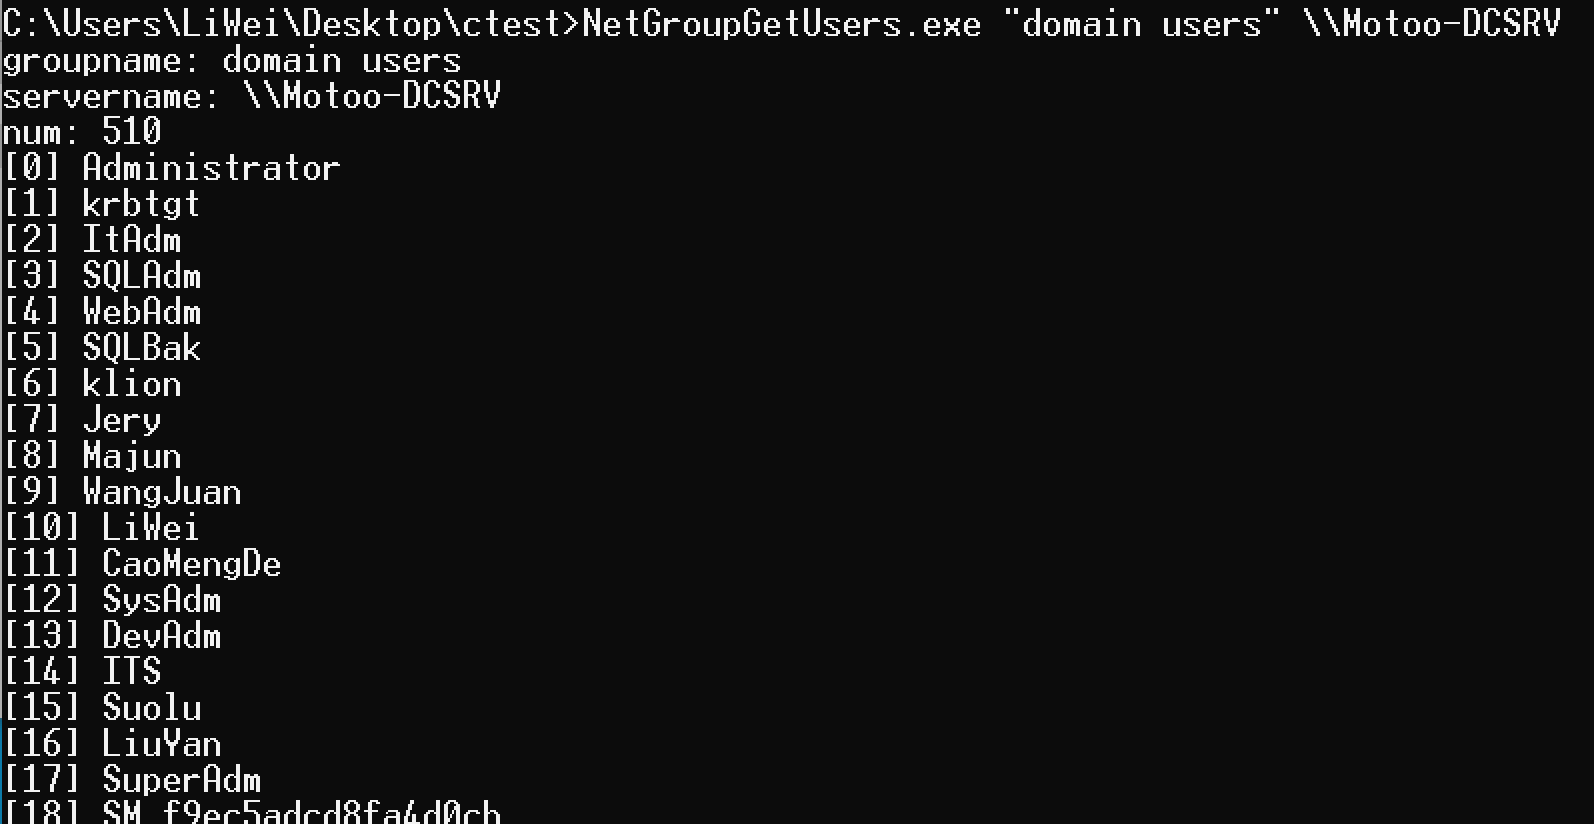 C:\Users\LiWei\Desktop\ctest>NetGroupGetUsers.exe "domain users" \\Motoo-DCSRV
groupname: domain users
servername: \\Motoo-DCSRV
num: 510
[0] Administrator
[1] krbtgt
[2] ItAdm
[3] SQLAdm
[4] WebAdm
[5] SQLBak
[6] klion
[7] Jery
[8] Majun
[9] WangJuan
[10] LiWei
[11] CaoMengDe
[12] SysAdm
[13] DevAdm
[14] ITS
[15] Suolu
[16] LiuYan
[17] SuperAdm
[18] SM_f9ec5adcd8fa4d0cb